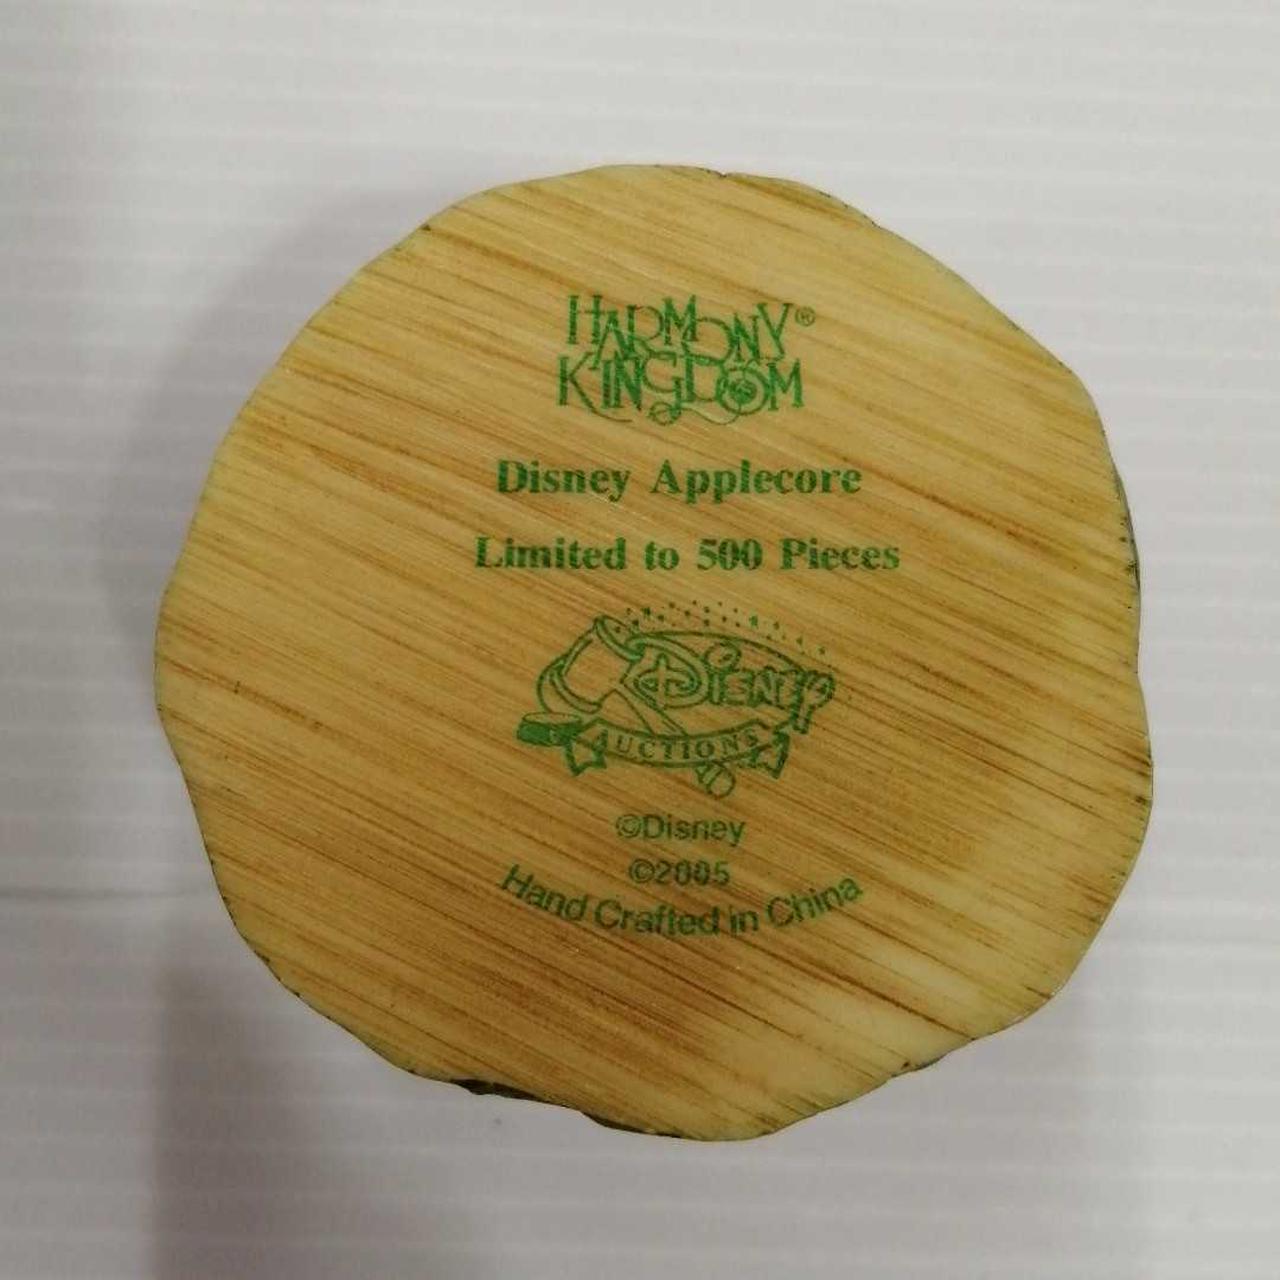 HARMONY®
KINGDOM
Disney Applecore
Limited to 500 Pieces
DISNEY
AUCTIONS
©Disney
©2005
Hand Crafted in China